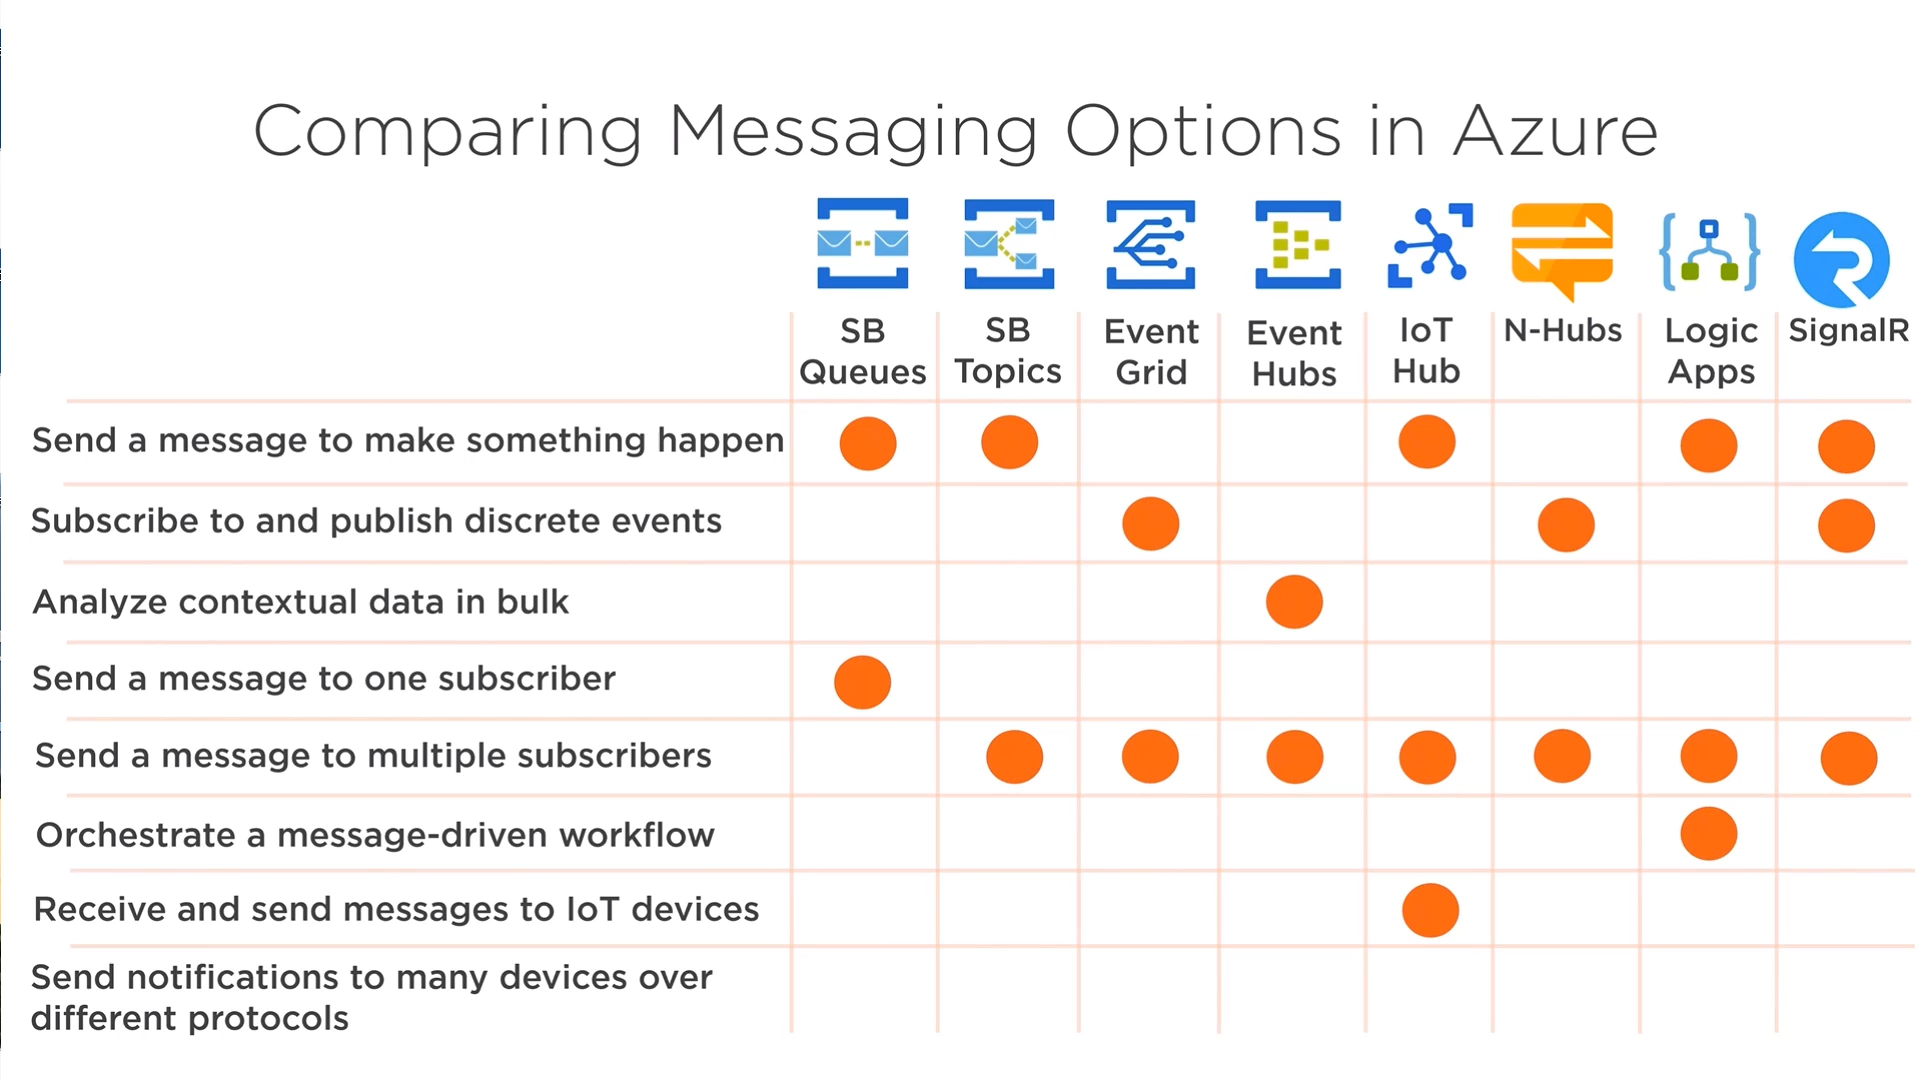 Comparing Messaging Options in Azure
SB Queues
SB Topics
Event Grid
Event Hubs
IoT Hub
N-Hubs
Logic Apps
SignalR
Send a message to make something happen
Subscribe to and publish discrete events
Analyze contextual data in bulk
Send a message to one subscriber
Send a message to multiple subscribers
Orchestrate a message-driven workflow
Receive and send messages to IoT devices
Send notifications to many devices over
different protocols